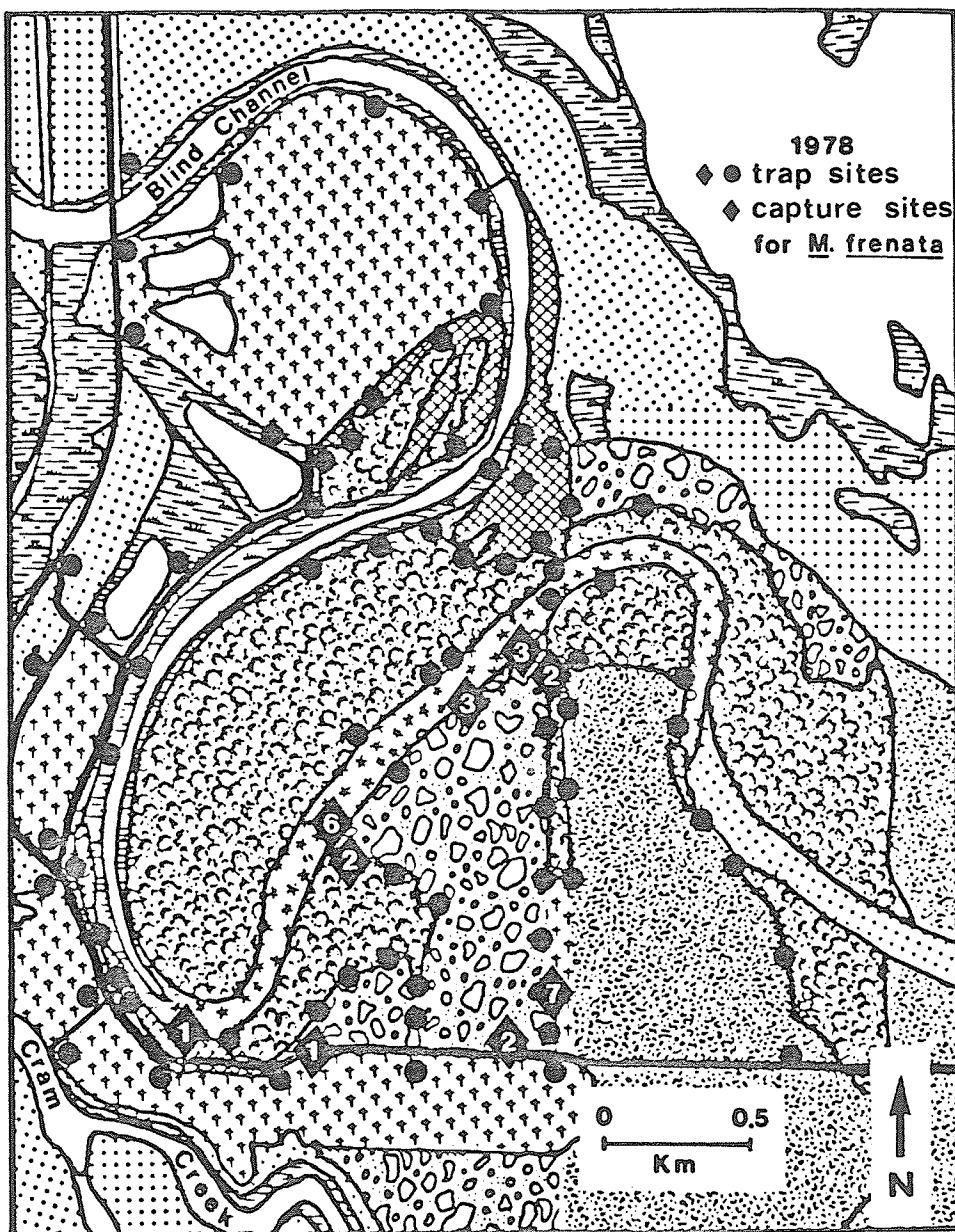 Blind Channel
1978
trap sites
capture sites
for M. frenata
3
2
3
6
2
7
1
1
2
Cram
Creek
0 0.5
Km
N